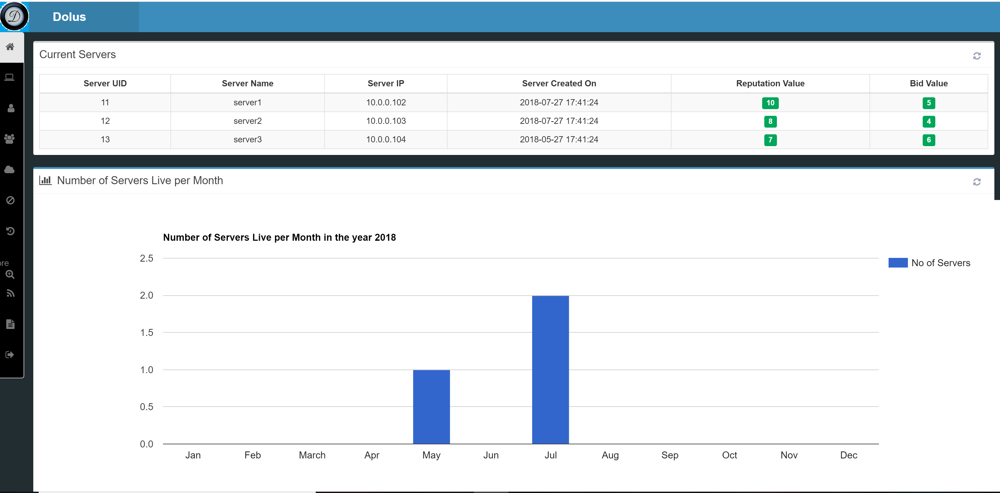 D
Dolus
Current Servers
Server UID Server Name Server IP Server Created On Reputation Value Bid Value
11 server1 10.0.0.102 2018-07-27 17:41:24 10 5
12 server2 10.0.0.103 2018-07-27 17:41:24 8 4
13 server3 10.0.0.104 2018-05-27 17:41:24 7 6
Number of Servers Live per Month
ore
Number of Servers Live per Month in the year 2018
No of Servers
2.5
2.0
1.5
1.0
0.5
0.0
Jan Feb March Apr May Jun Jul Aug Sep Oct Nov Dec